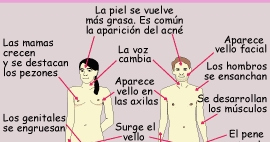 La piel se vuelve
más grasa. Es común
la aparición del acné
Las mamas
crecen
y se destacan
los pezones
La voz
cambia
Aparece
vello facial
Los hombros
se ensanchan
Aparece
vello en
las axilas
Se desarrollan
los músculos
Los genitales
se engruesan
Surge el
vello
El pene